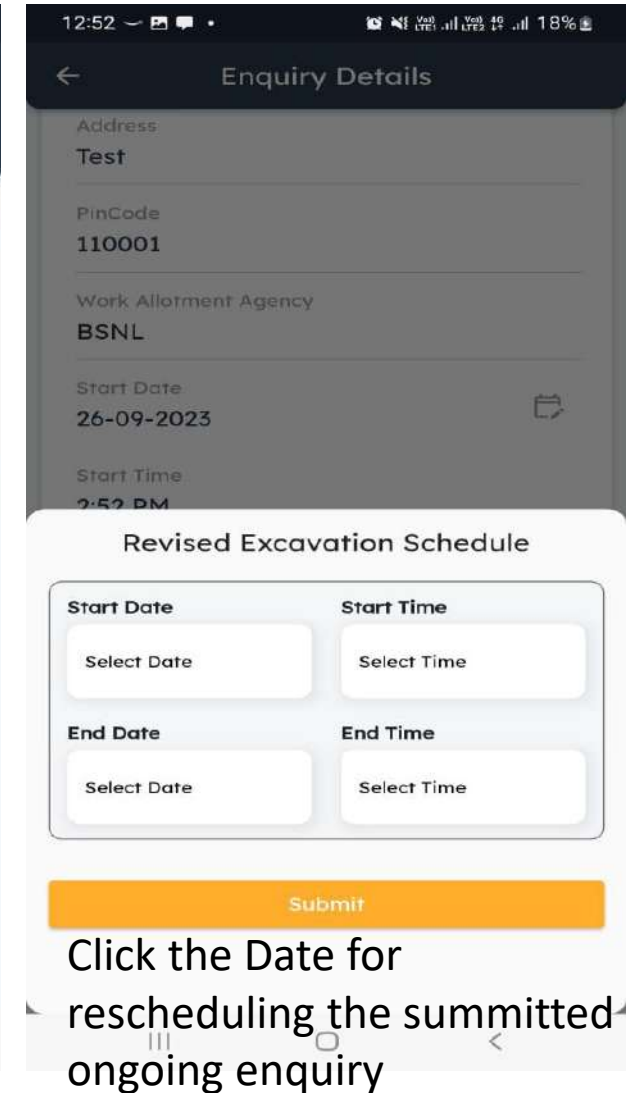 12:52 18%
Enquiry Details
Address
Test
PinCode
110001
Work Allotment Agency
BSNL
Start Date
26-09-2023
Start Time
2:52 PM
Revised Excavation Schedule
Start Date Start Time
Select Date Select Time
End Date End Time
Select Date Select Time
Submit
Click the Date for
rescheduling the summitted
ongoing enquiry